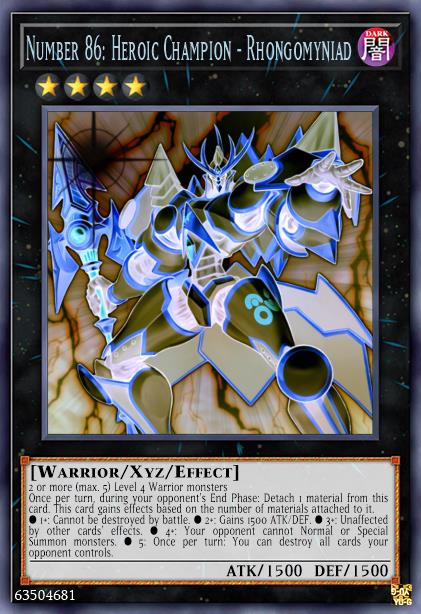 NUMBER 86: HEROIC CHAMPION - RHONGOMYNIAD
DARK
闇
86
[WARRIOR/XYZ/EFFECT]
2 or more (max. 5) Level 4 Warrior monsters
Once per turn, during your opponent's End Phase: Detach 1 material from this
card. This card gains effects based on the number of materials attached to it.
● 1+: Cannot be destroyed by battle. ● 2+: Gains 1500 ATK/DEF. ● 3+: Unaffected
by other cards' effects. ● 4+: Your opponent cannot Normal or Special
Summon monsters. ● 5: Once per turn: You can destroy all cards your
opponent controls.
ATK/1500 DEF/1500
63504681